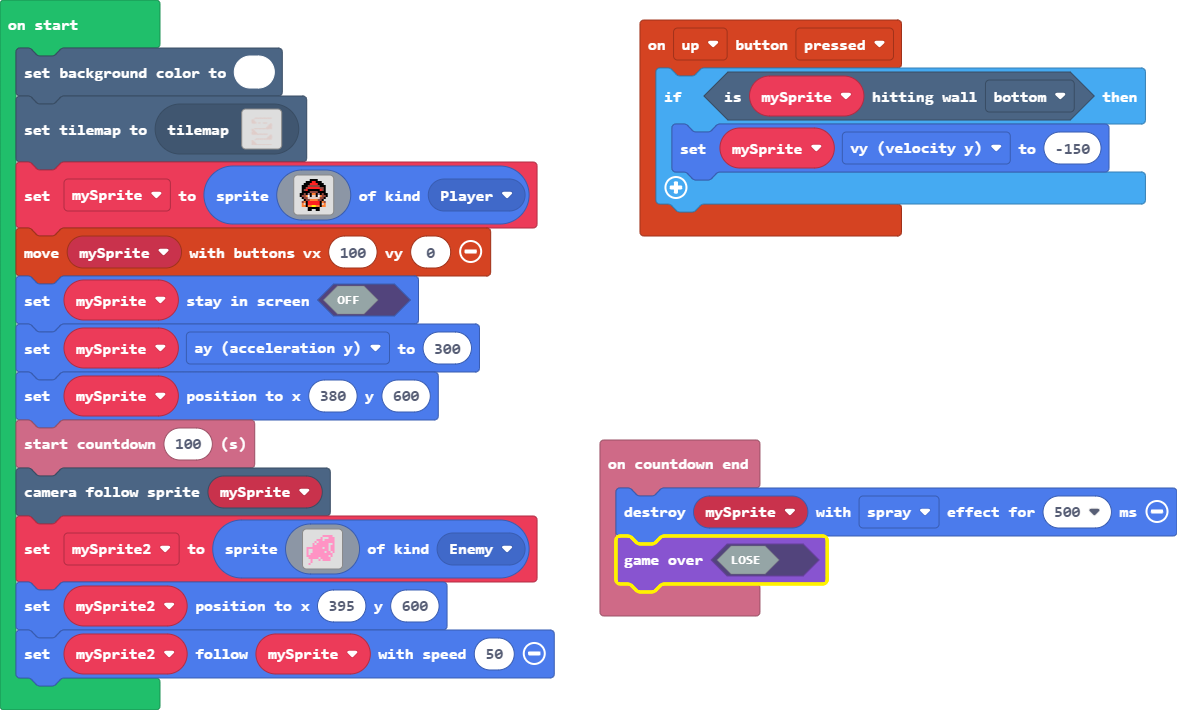 on start
set background color to
set tilemap to tilemap
set mySprite to sprite of kind Player
move mySprite with buttons vx 100 vy 0
set mySprite stay in screen OFF
set mySprite ay (acceleration y) to 300
set mySprite position to x 380 y 600
start countdown 100 (s)
camera follow sprite mySprite
set mySprite2 to sprite of kind Enemy
set mySprite2 position to x 395 y 600
set mySprite2 follow mySprite with speed 50
on up button pressed
if is mySprite hitting wall bottom then
set mySprite vy (velocity y) to -150
on countdown end
destroy mySprite with spray effect for 500 ms
game over LOSE